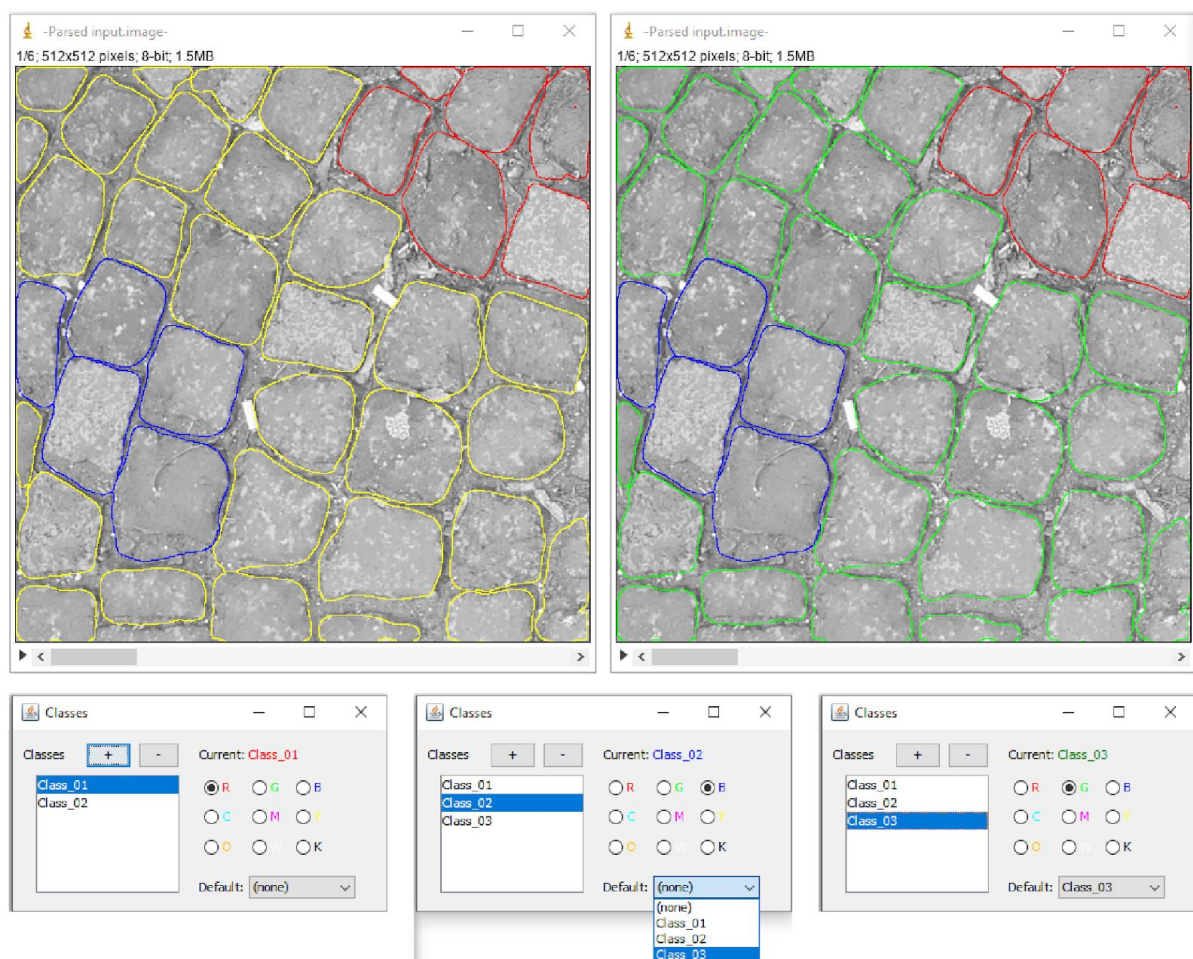 -Parsed input.image-
1/6; 512x512 pixels; 8-bit; 1.5MB
-Parsed input.image-
1/6; 512x512 pixels; 8-bit; 1.5MB
Classes
Classes + - Current: Class_01
Class_01
Class_02
R G B
C M Y
O W K
Default: (none)
Classes
Classes + - Current: Class_02
Class_01
Class_02
Class_03
R G B
C M Y
O W K
Default: (none)
(none)
Class_01
Class_02
Class_03
Classes
Classes + - Current: Class_03
Class_01
Class_02
Class_03
R G B
C M Y
O W K
Default: Class_03